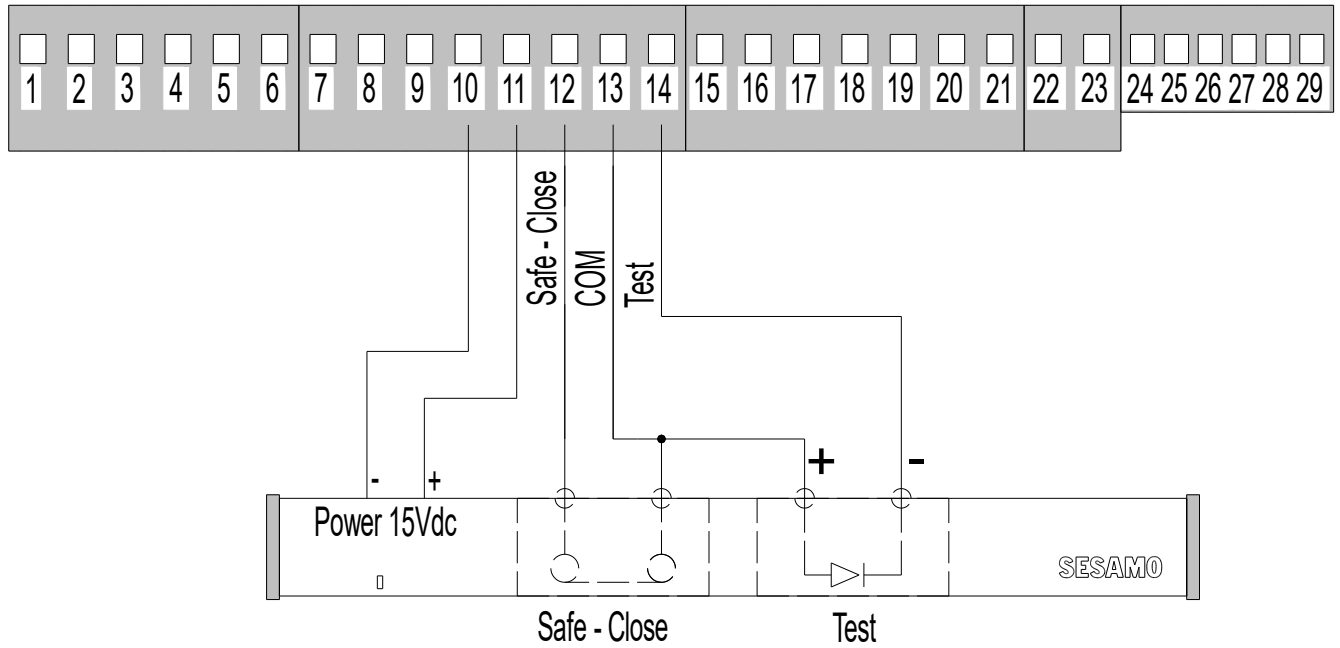 1 2 3 4 5 6 7 8 9 10 11 12 13 14 15 16 17 18 19 20 21 22 23 24 25 26 27 28 29
Safe - Close
COM
Test
+ -
- +
Power 15Vdc
SESAMO
Safe - Close Test